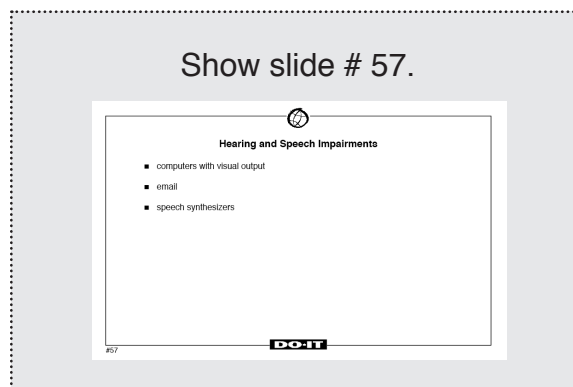 Show slide # 57.
Hearing and Speech Impairments
■ computers with visual output
■ email
■ speech synthesizers
#57
DO-IT